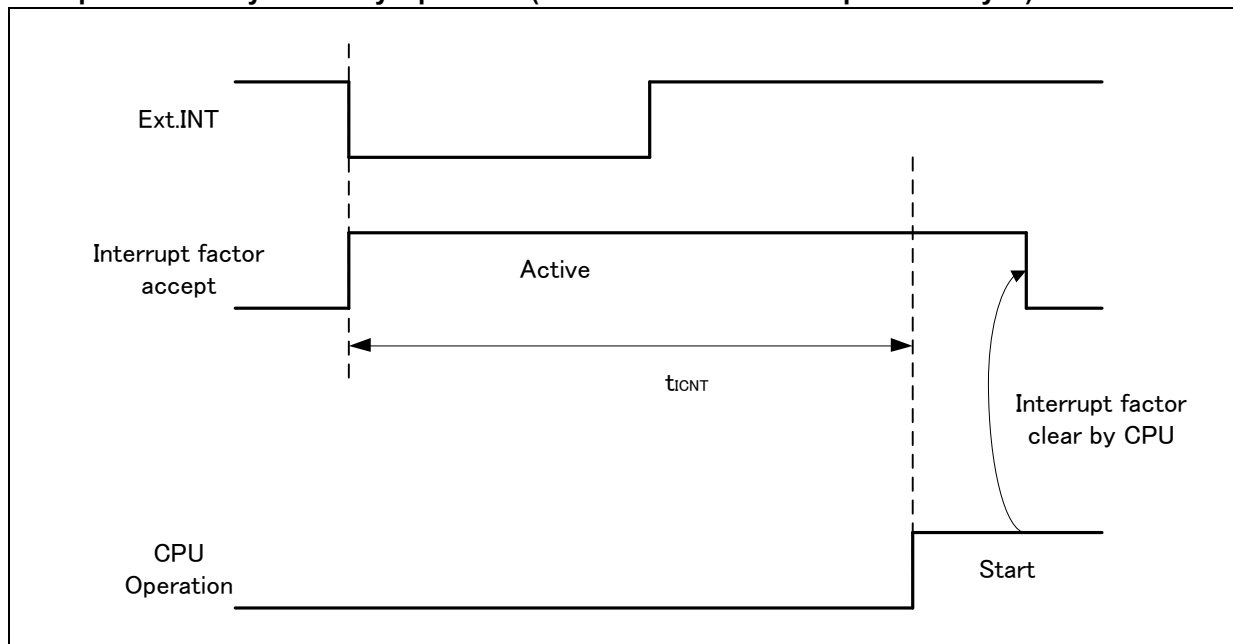 Ext.INT
Interrupt factor
accept
Active
tICNT
Interrupt factor
clear by CPU
CPU
Operation
Start